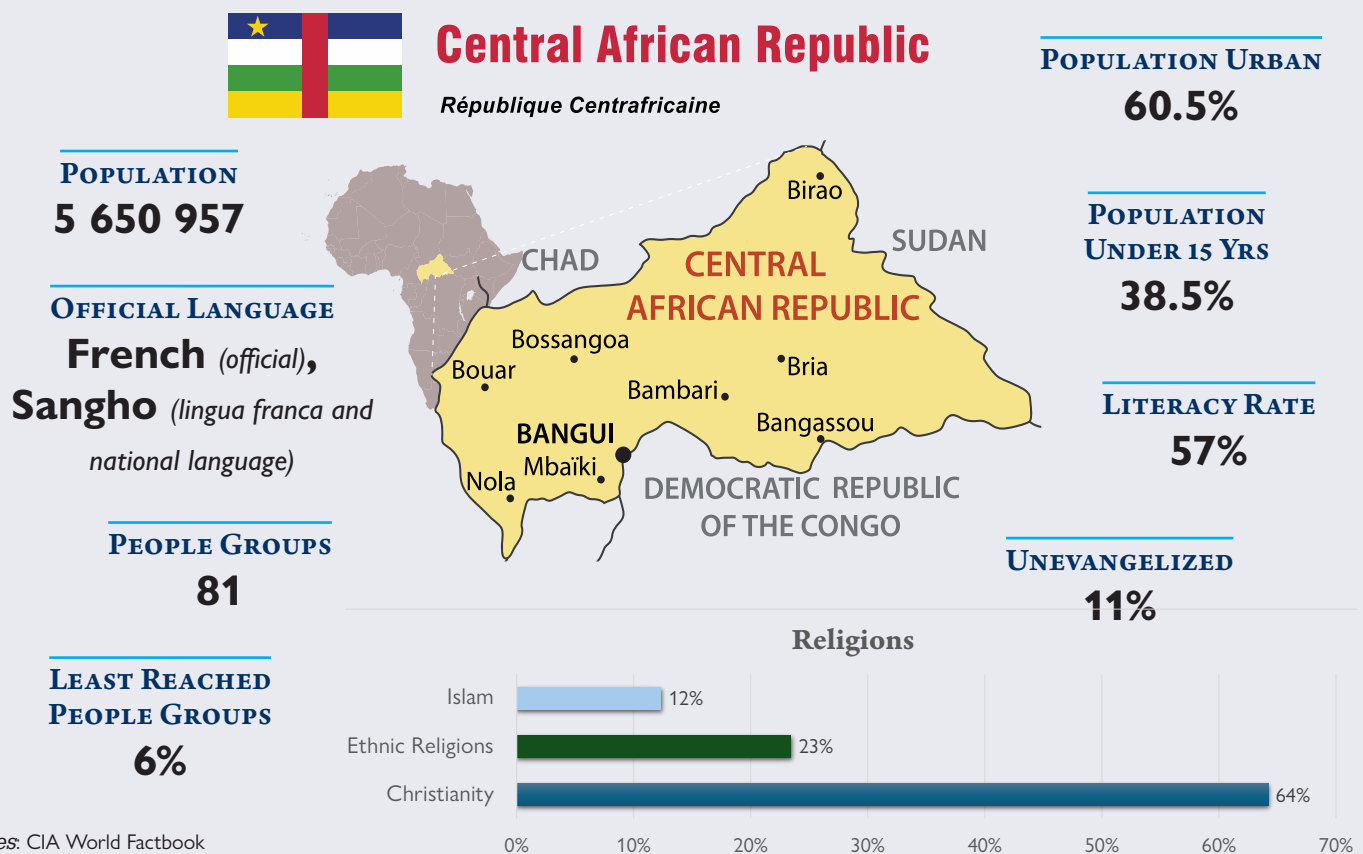 Central African Republic
République Centrafricaine
POPULATION
5 650 957
OFFICIAL LANGUAGE
French (official),
Sangho (lingua franca and
national language)
PEOPLE GROUPS
81
LEAST REACHED
PEOPLE GROUPS
6%
POPULATION URBAN
60.5%
POPULATION
UNDER 15 YRS
38.5%
LITERACY RATE
57%
UNEVANGELIZED
11%
Birao
SUDAN
CHAD
CENTRAL
AFRICAN REPUBLIC
Bossangoa
Bouar
Bria
Bambari
Bangassou
BANGUI
Mbaïki
Nola
DEMOCRATIC REPUBLIC
OF THE CONGO
Religions
Islam 12%
Ethnic Religions 23%
Christianity 64%
0% 10% 20% 30% 40% 50% 60% 70%
es: CIA World Factbook